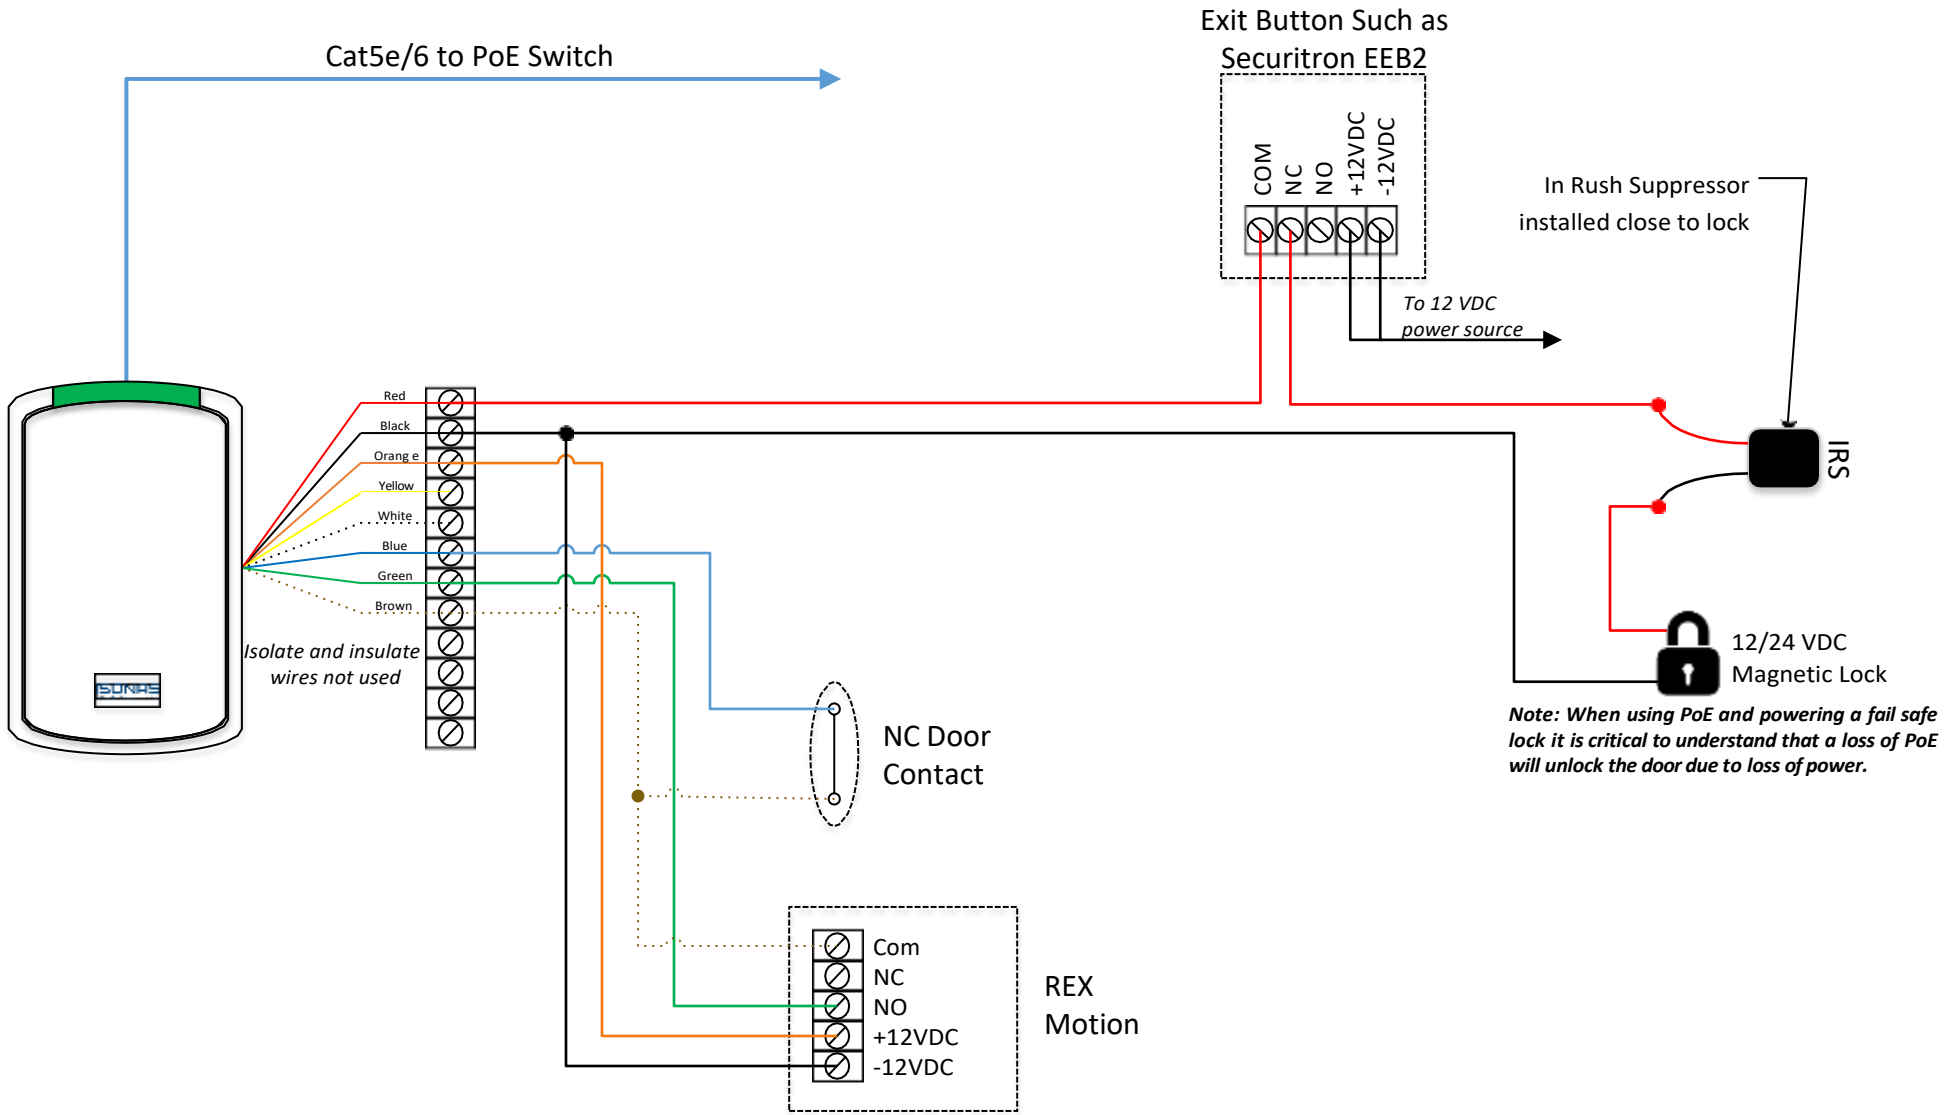 Exit Button Such as
Securitron EEB2
Cat5e/6 to PoE Switch
COM
NC
NO
+12VDC
-12VDC
In Rush Suppressor
installed close to lock
To 12 VDC
power source
Red
Black
Orang e
Yellow
White
Blue
Green
Brown
Isolate and insulate
wires not used
ISONAS
IRS
12/24 VDC
Magnetic Lock
Note: When using PoE and powering a fail safe
lock it is critical to understand that a loss of PoE
will unlock the door due to loss of power.
NC Door
Contact
Com
NC
NO
+12VDC
-12VDC
REX
Motion